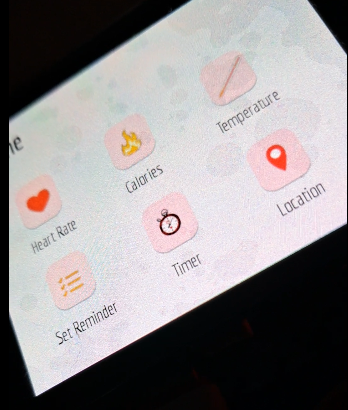 Heart Rate
Calories
Temperature
Set Reminder
Timer
Location